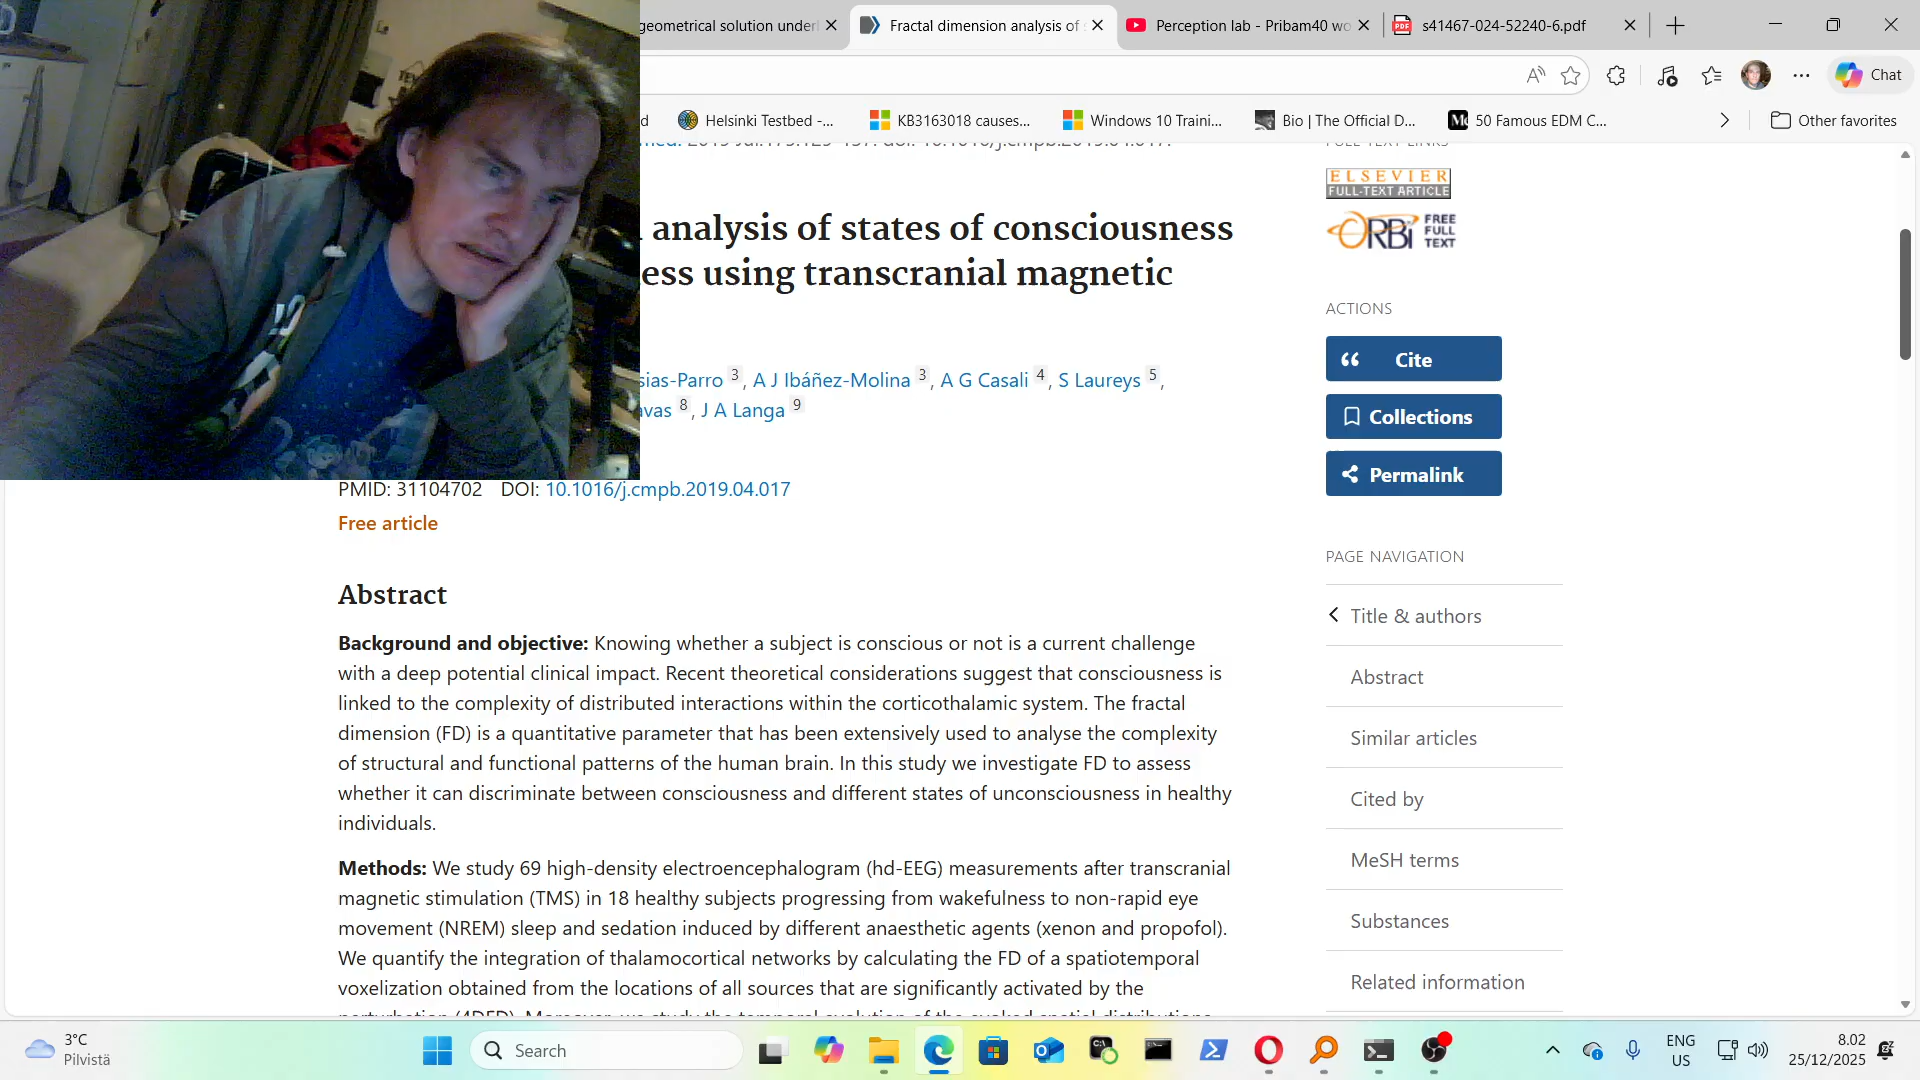 geometrical solution underl
Fractal dimension analysis of s
Perception lab - Pribam40 wo
s41467-024-52240-6.pdf
Chat
d
Helsinki Testbed -...
KB3163018 causes...
Windows 10 Traini...
Bio | The Official D...
50 Famous EDM C...
Other favorites
FULL TEXT LINKS
ELSEVIER
FULL-TEXT ARTICLE
ORBi FREE
FULL
TEXT
analysis of states of consciousness
ess using transcranial magnetic
sias-Parro 3, A J Ibáñez-Molina 3, A G Casali 4, S Laureys 5,
avas 8, J A Langa 9
PMID: 31104702 DOI: 10.1016/j.cmpb.2019.04.017
Free article
Abstract
Background and objective: Knowing whether a subject is conscious or not is a current challenge
with a deep potential clinical impact. Recent theoretical considerations suggest that consciousness is
linked to the complexity of distributed interactions within the corticothalamic system. The fractal
dimension (FD) is a quantitative parameter that has been extensively used to analyse the complexity
of structural and functional patterns of the human brain. In this study we investigate FD to assess
whether it can discriminate between consciousness and different states of unconsciousness in healthy
individuals.
Methods: We study 69 high-density electroencephalogram (hd-EEG) measurements after transcranial
magnetic stimulation (TMS) in 18 healthy subjects progressing from wakefulness to non-rapid eye
movement (NREM) sleep and sedation induced by different anaesthetic agents (xenon and propofol).
We quantify the integration of thalamocortical networks by calculating the FD of a spatiotemporal
voxelization obtained from the locations of all sources that are significantly activated by the
ACTIONS
Cite
Collections
Permalink
PAGE NAVIGATION
Title & authors
Abstract
Similar articles
Cited by
MeSH terms
Substances
Related information
3°C
Pilvistä
Search
ENG
US
8.02
25/12/2025